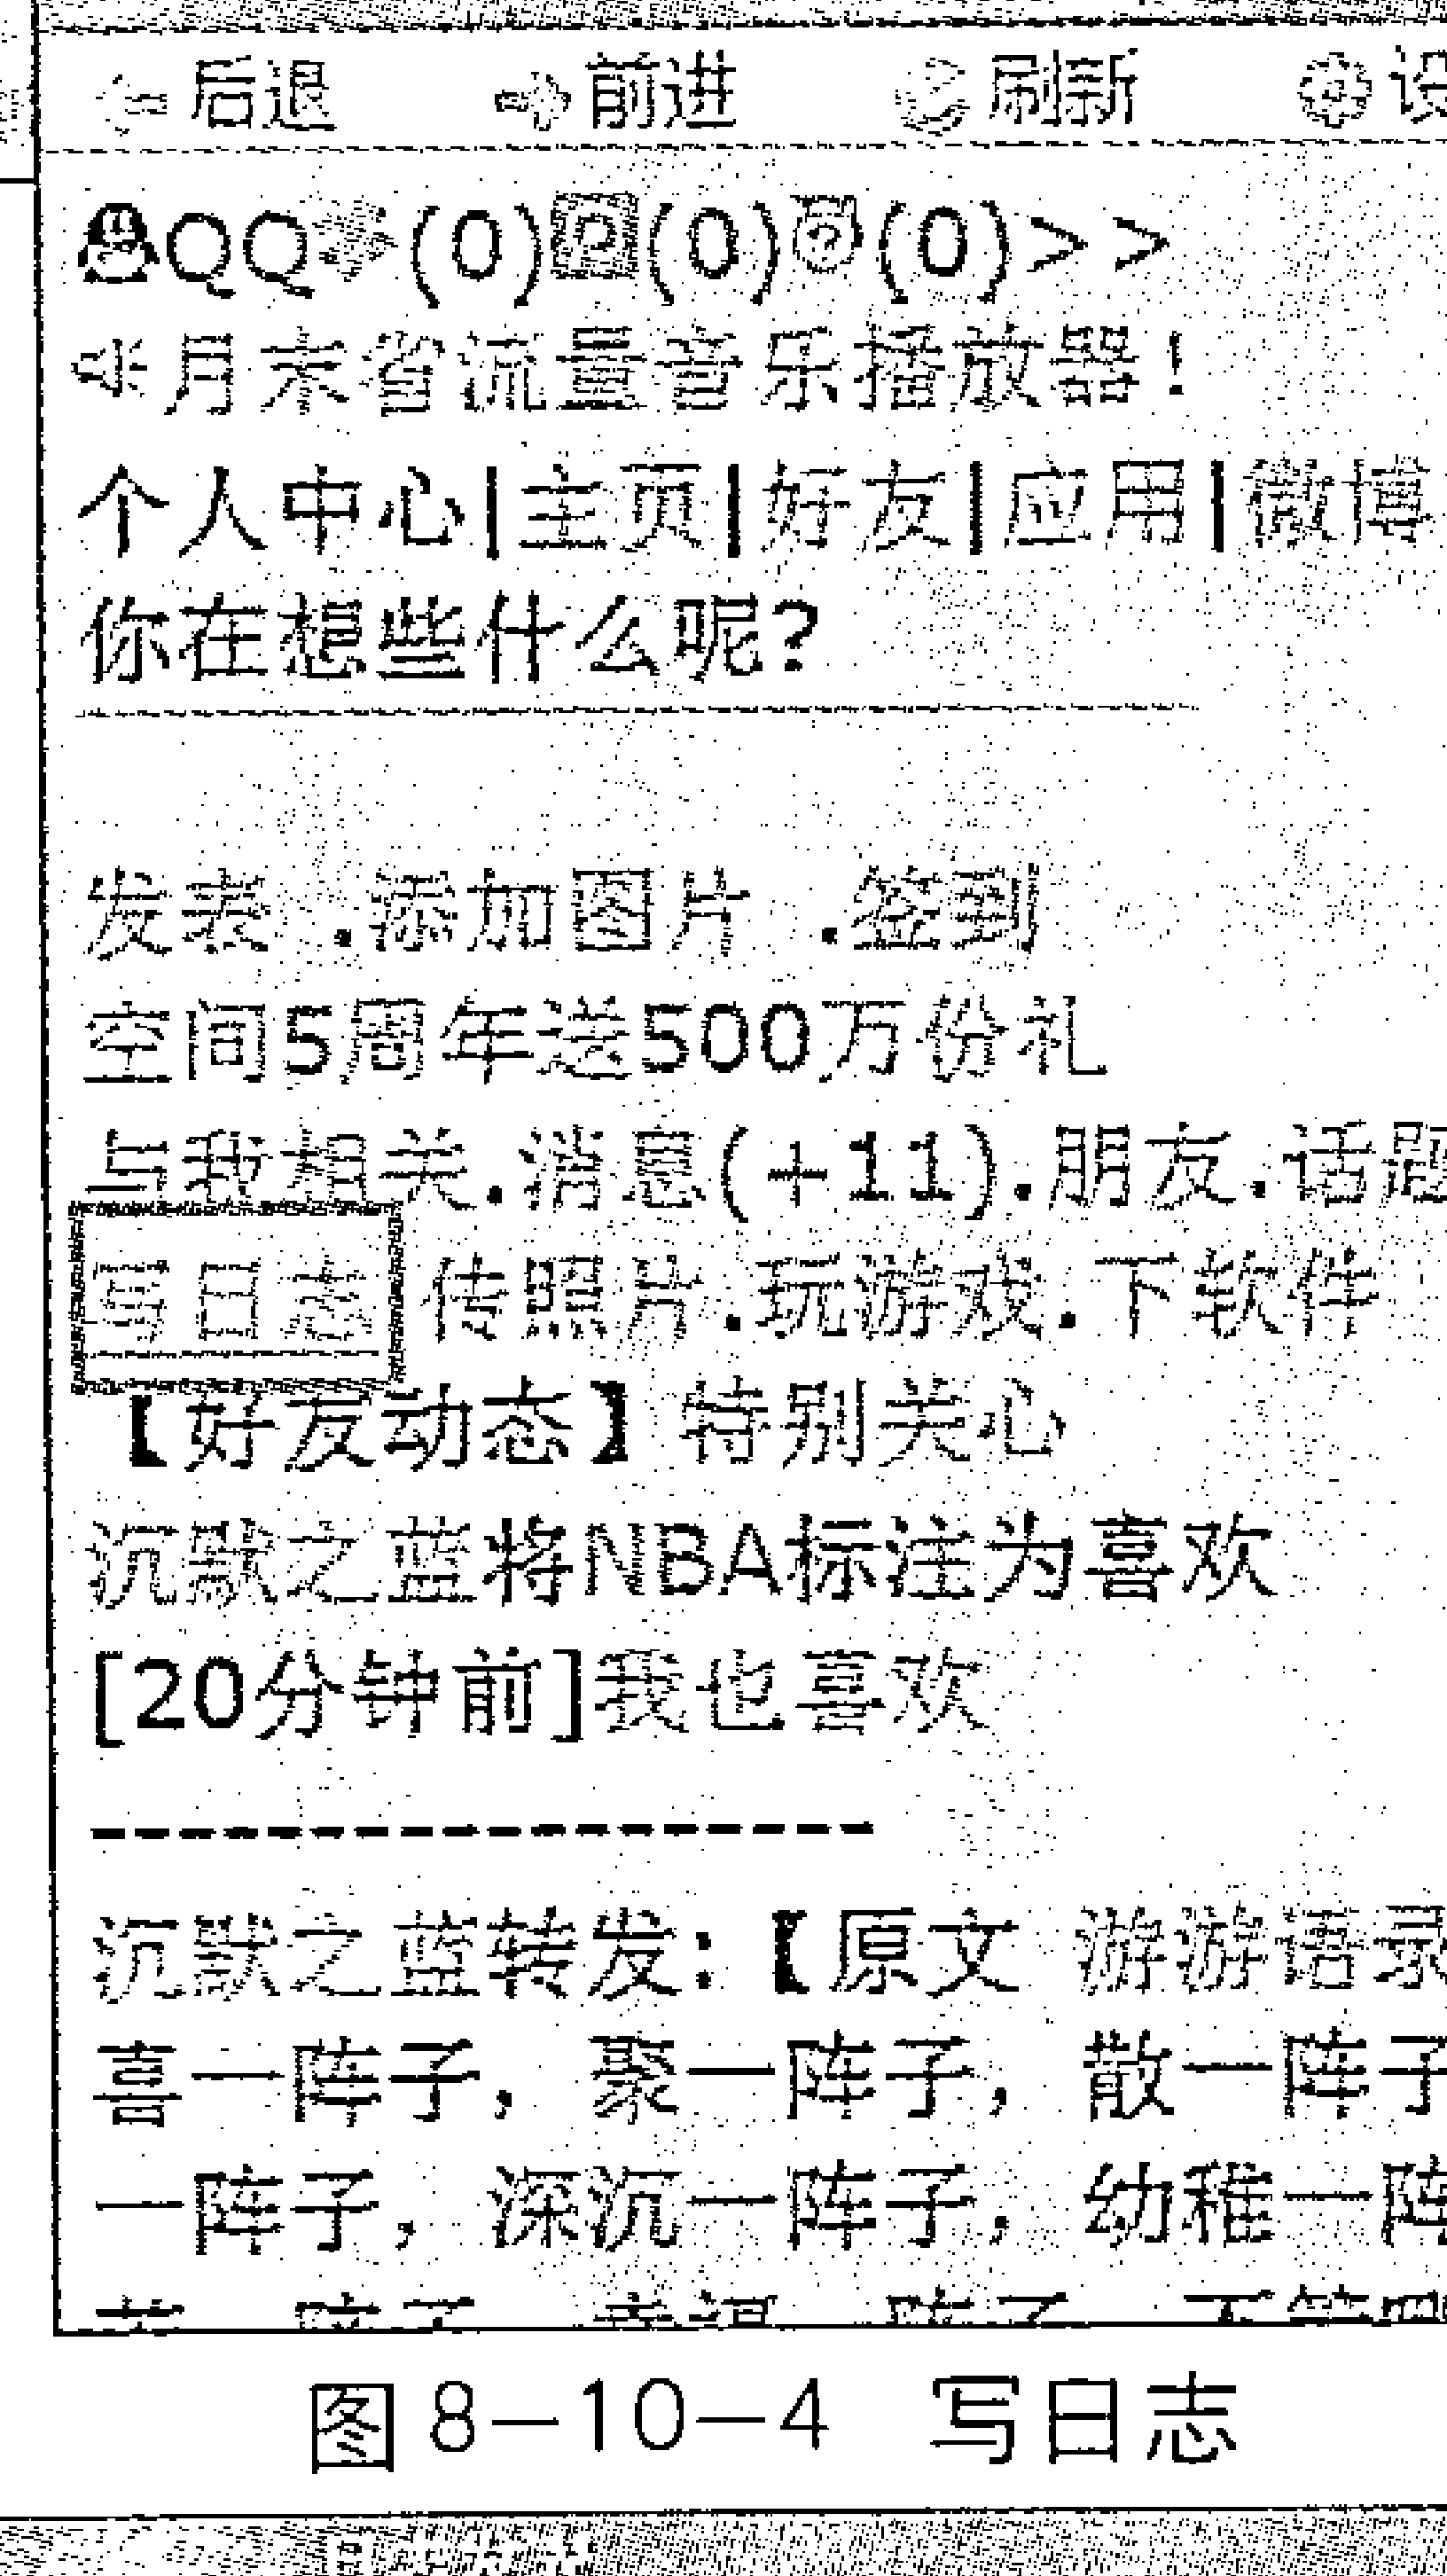 后退 前进 刷新 设
QQ(0)(0)(0)>>
半月末省流量音乐播放器!
个人中心|主页|好友|应用|微博
你在想些什么呢?
发表 .添加图片 .签到
空间5周年送500万份礼
与我相关.消息(+11).朋友.话题
写日志 传照片.玩游戏.下软件
【好友动态】特别关心
沉默之蓝将NBA标注为喜欢
[20分钟前]我也喜欢
------------------
沉默之蓝转发:【原文 游游语录
喜一阵子,聚一阵子,散一阵子
一阵子,深沉一阵子,幼稚一阵
图8-10-4 写日志